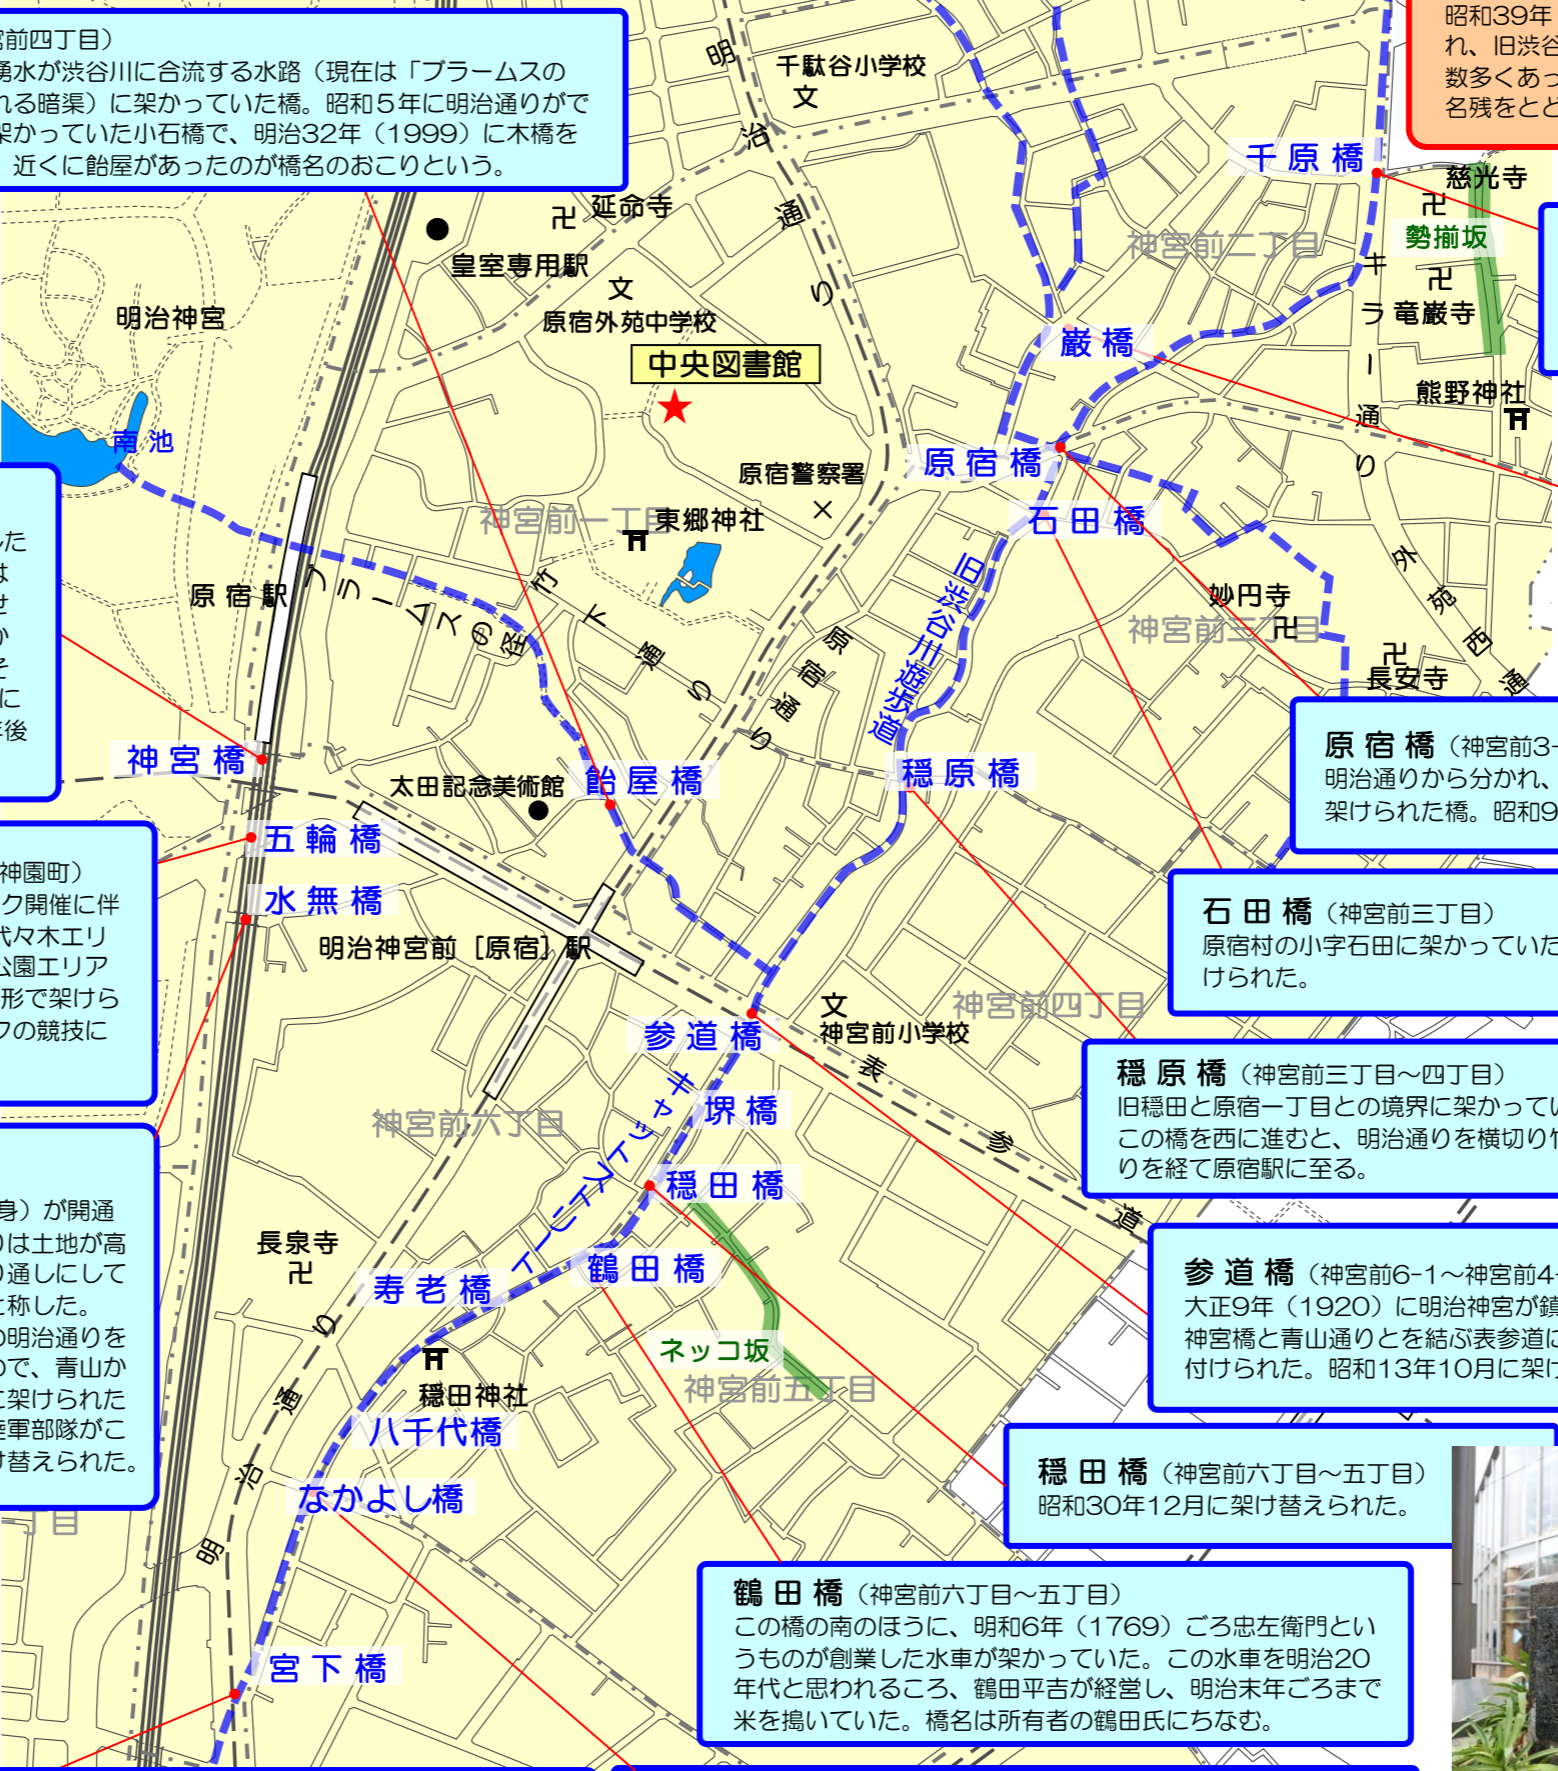 宮前四丁目）
湧水が渋谷川に合流する水路（現在は「ブラームスの
れる暗渠）に架かっていた橋。昭和５年に明治通りがで
架かっていた小石橋で、明治32年（1999）に木橋を
近くに飴屋があったのが橋名のおこりという。
昭和39年
れ、旧渋谷
数多くあっ
名残をとど
明治通り
千駄谷小学校
文
千原橋
慈光寺
卍
勢揃坂
卍
竜巌寺
キラー通り
延命寺
卍
皇室専用駅
文
原宿外苑中学校
神宮前二丁目
明治神宮
中央図書館
巌橋
熊野神社
南池
原宿警察署
原宿橋
石田橋
神宮前一丁目
東郷神社
旧渋谷川遊歩道
外苑西通
妙円寺
卍
神宮前三丁目
卍
長安寺
原宿駅
ブラームスの径
竹下通り
原宿通り
した
は
せ
か
そ
に
年後
神宮橋
太田記念美術館
飴屋橋
穏原橋
原宿橋（神宮前3-
明治通りから分かれ、
架けられた橋。昭和9
五輪橋
水無橋
神園町）
ク開催に伴
代々木エリ
公園エリア
形で架けら
クの競技に
明治神宮前［原宿］駅
石田橋（神宮前三丁目）
原宿村の小字石田に架かっていた
けられた。
参道橋
文
神宮前小学校
神宮前四丁目
表参道
穏原橋（神宮前三丁目～四丁目）
旧穏田と原宿一丁目との境界に架かってい
この橋を西に進むと、明治通りを横切り竹
りを経て原宿駅に至る。
キャットストリート
堺橋
神宮前六丁目
穏田橋
身）が開通
りは土地が高
り通しにして
と称した。
の明治通りを
ので、青山か
に架けられた
陸軍部隊がこ
け替えられた。
長泉寺
卍
寿老橋
鶴田橋
参道橋（神宮前6-1～神宮前4-
大正9年（1920）に明治神宮が鎮
神宮橋と青山通りとを結ぶ表参道に
付けられた。昭和13年10月に架け
ネッコ坂
神宮前五丁目
穏田神社
八千代橋
明治通り
なかよし橋
丁目
穏田橋（神宮前六丁目～五丁目）
昭和30年12月に架け替えられた。
鶴田橋（神宮前六丁目～五丁目）
この橋の南のほうに、明和6年（1769）ごろ忠左衛門とい
うものが創業した水車が架かっていた。この水車を明治20
年代と思われるころ、鶴田平吉が経営し、明治末年ごろまで
米を搗いていた。橋名は所有者の鶴田氏にちなむ。
宮下橋